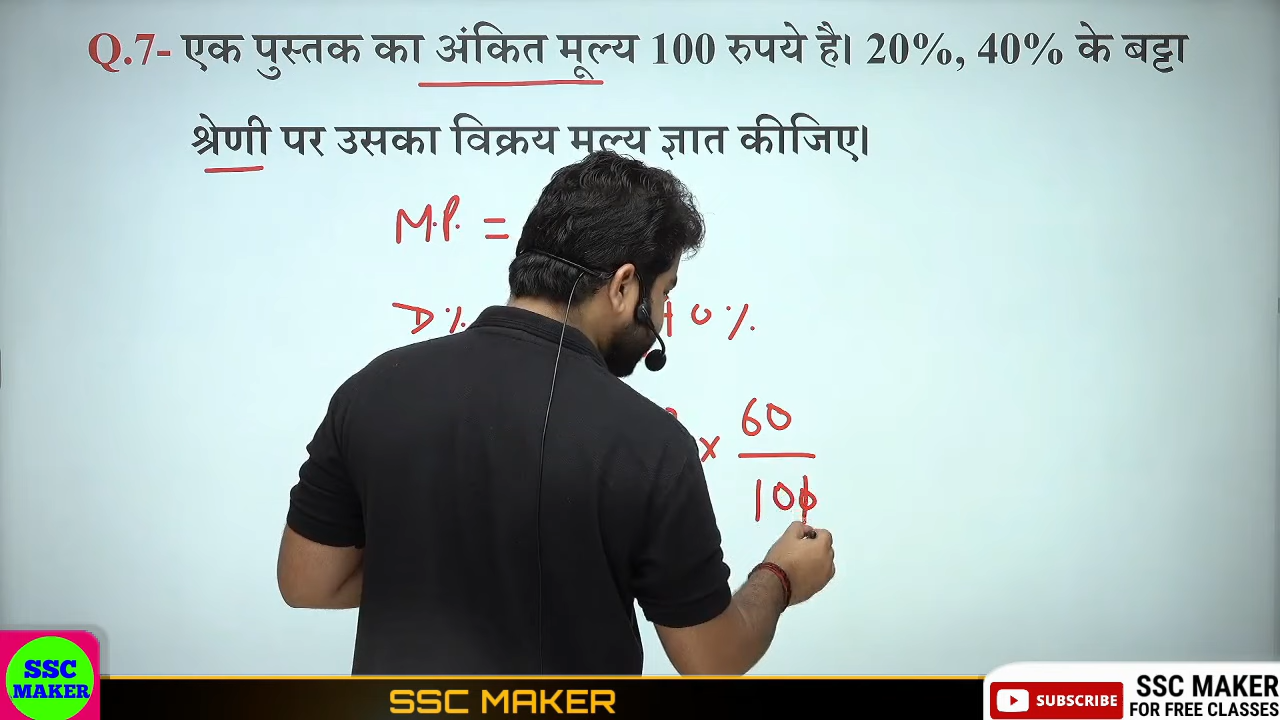 Q.7- एक पुस्तक का अंकित मूल्य 100 रुपये है। 20%, 40% के बट्टा
श्रेणी पर उसका विक्रय मूल्य ज्ञात कीजिए।
M.P. =
D%
40%
× 60
100
SSC
MAKER
SSC MAKER
SUBSCRIBE
SSC MAKER
FOR FREE CLASSES